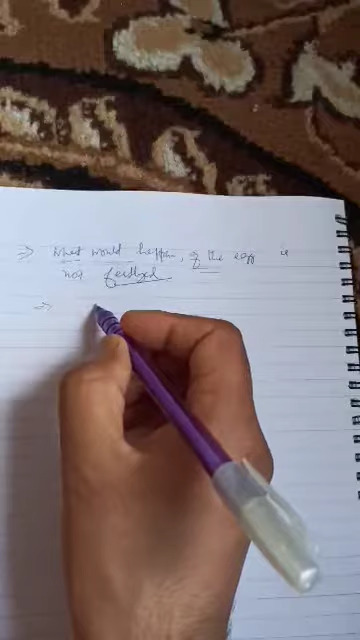 ⇒ What would happen, if the egg is
not fertilized
→